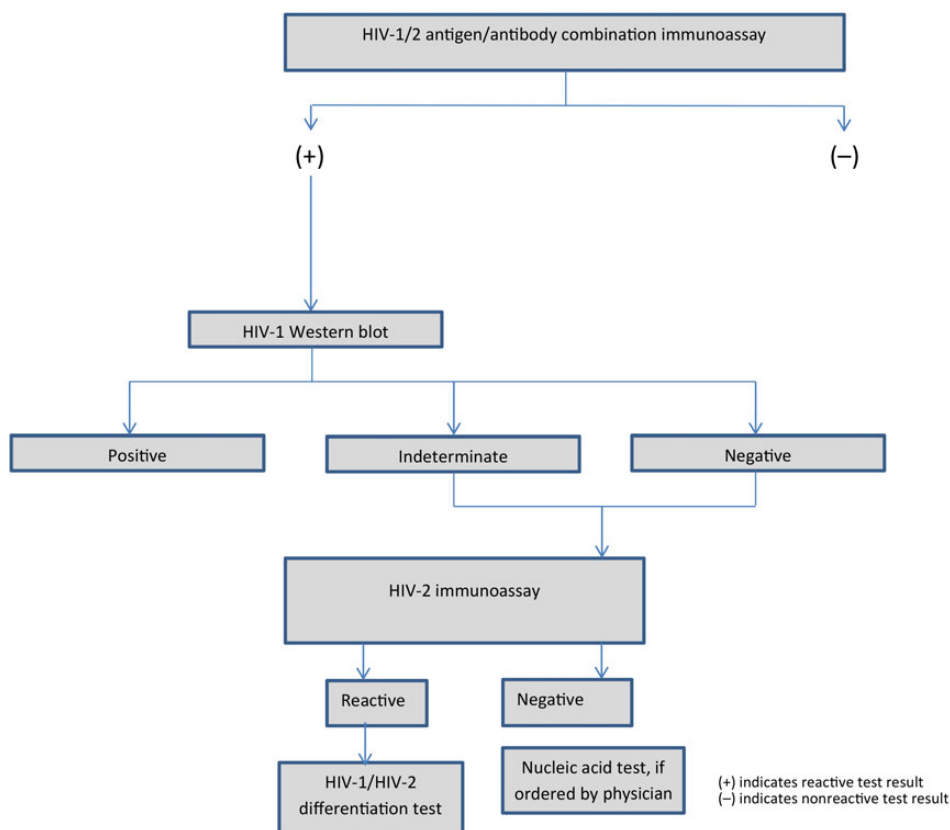 HIV-1/2 antigen/antibody combination immunoassay
(+)
(−)
HIV-1 Western blot
Positive
Indeterminate
Negative
HIV-2 immunoassay
Reactive
Negative
HIV-1/HIV-2
differentiation test
Nucleic acid test, if
ordered by physician
(+) indicates reactive test result
(−) indicates nonreactive test result